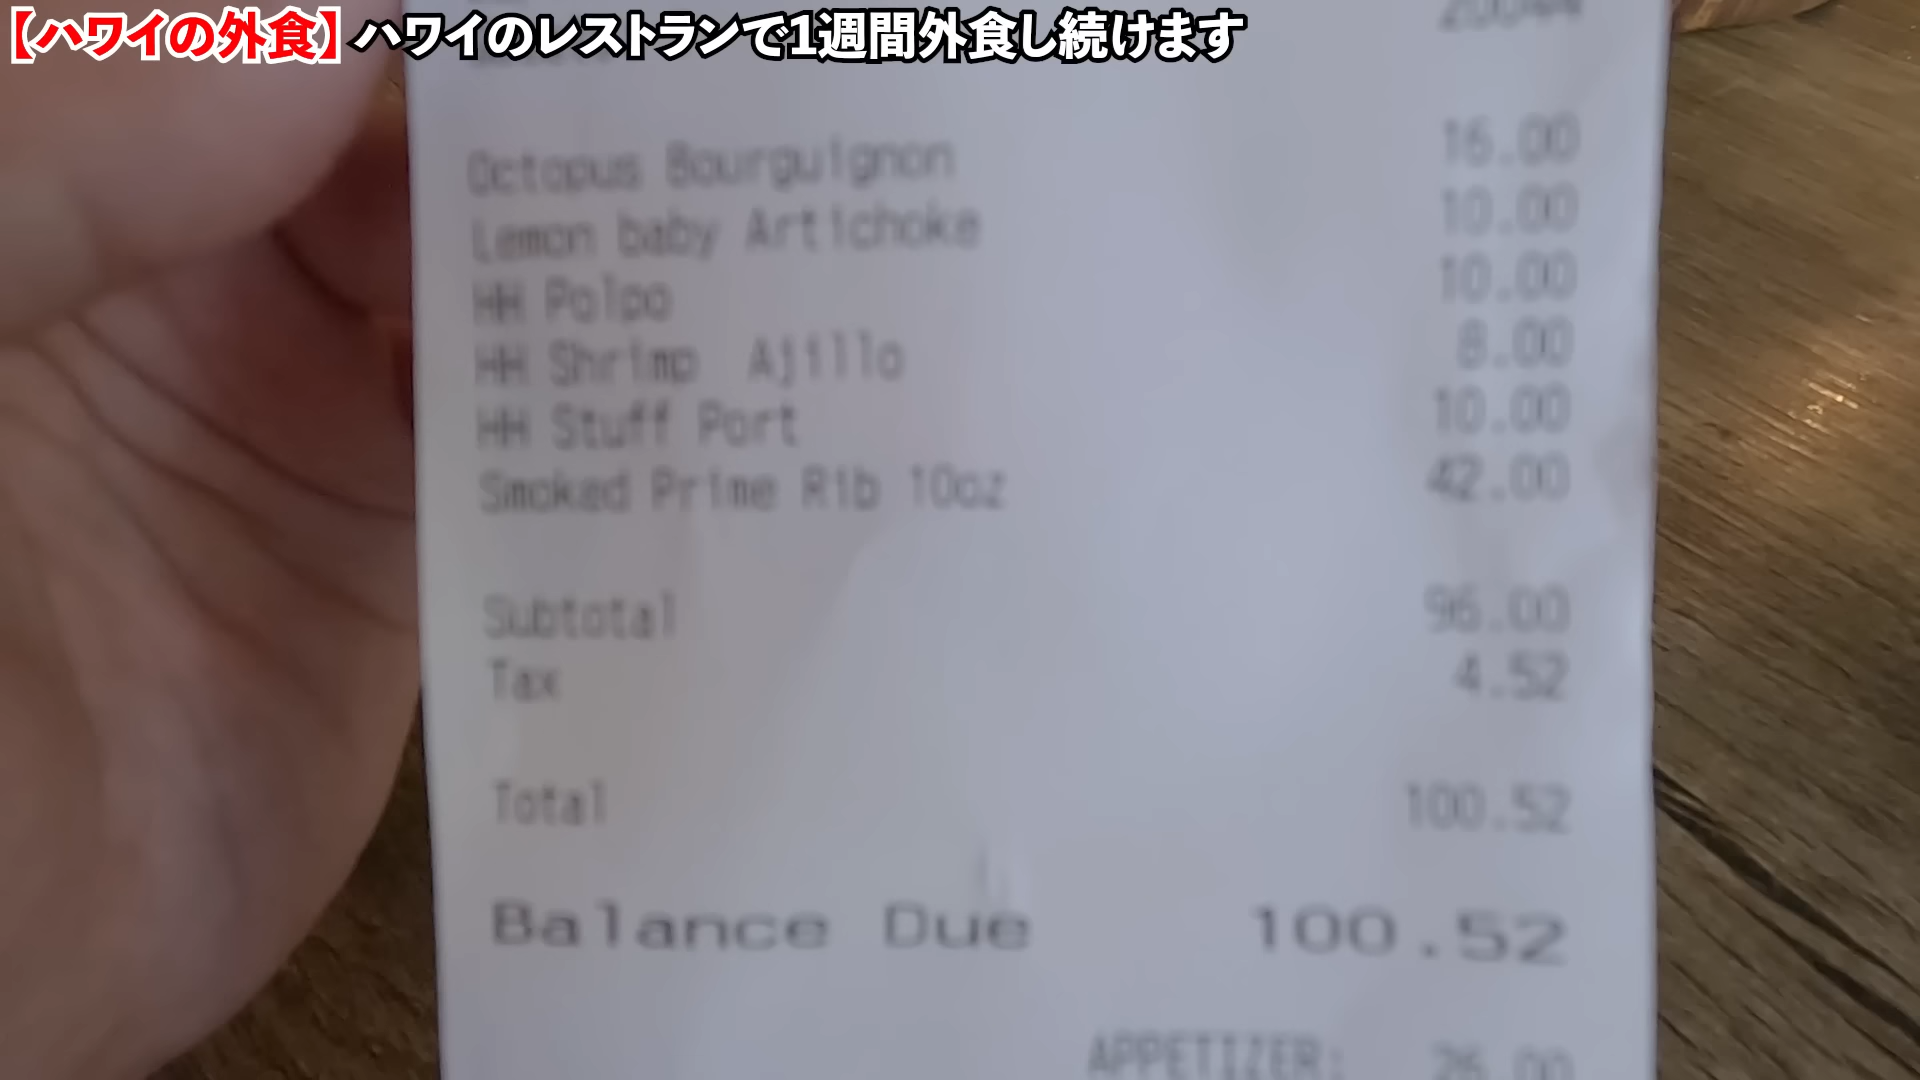 【ハワイの外食】ハワイのレストランで1週間外食し続けます
20044
Octopus Bourguignon 16.00
Lemon baby Artichoke 10.00
HH Polpo 10.00
HH Shrimp Ajillo 8.00
HH Stuff Port 10.00
Smoked Prime Rib 10oz 42.00
Subtotal 96.00
Tax 4.52
Total 100.52
Balance Due 100.52
APPETIZER: 26.00